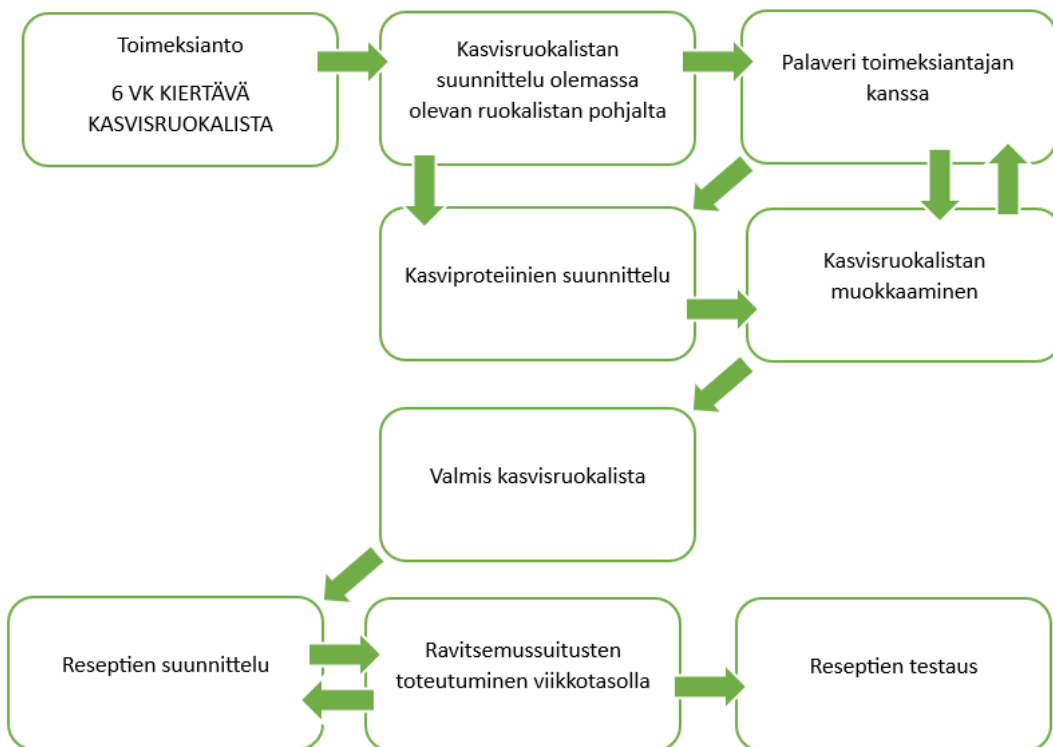 Toimeksianto
6 VK KIERTÄVÄ
KASVISRUOKALISTA
Kasvisruokalistan
suunnittelu olemassa
olevan ruokalistan pohjalta
Palaveri toimeksiantajan
kanssa
Kasviproteiinien suunnittelu
Kasvisruokalistan
muokkaaminen
Valmis kasvisruokalista
Reseptien suunnittelu
Ravitsemussuitusten
toteutuminen viikkotasolla
Reseptien testaus